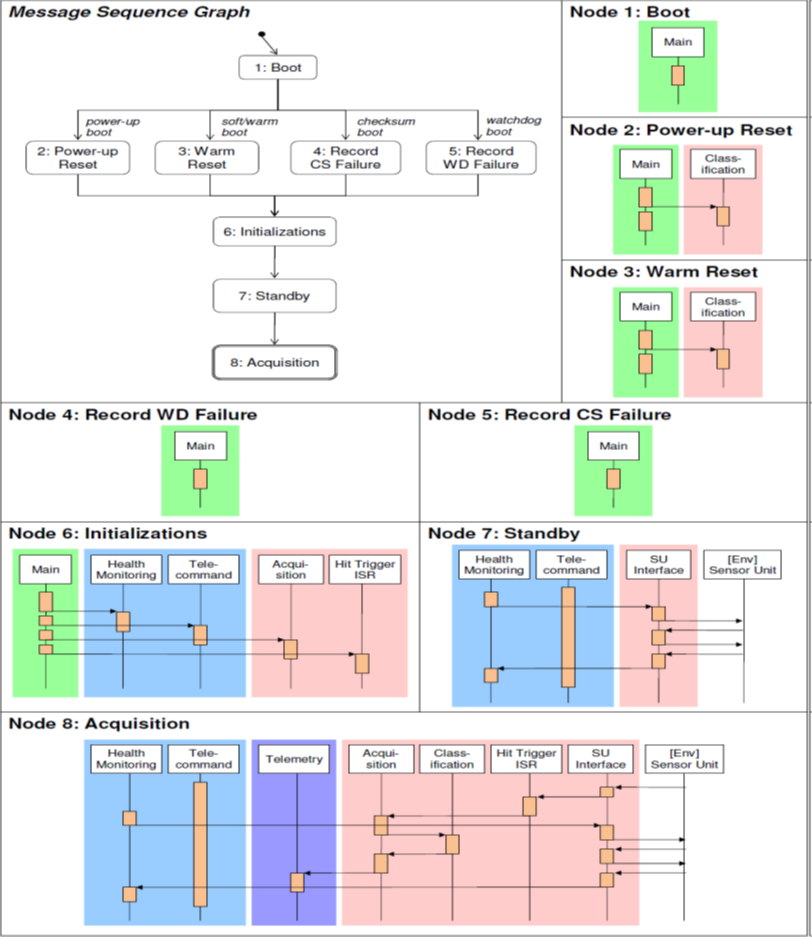 Message Sequence Graph
1: Boot
power-up
boot
soft/warm
boot
checksum
boot
watchdog
boot
2: Power-up
Reset
3: Warm
Reset
4: Record
CS Failure
5: Record
WD Failure
6: Initializations
7: Standby
8: Acquisition
Node 1: Boot
Main
Node 2: Power-up Reset
Main
Class-
ification
Node 3: Warm Reset
Main
Class-
ification
Node 4: Record WD Failure
Main
Node 5: Record CS Failure
Main
Node 6: Initializations
Main
Health
Monitoring
Tele-
command
Acqui-
sition
Hit Trigger
ISR
Node 7: Standby
Health
Monitoring
Tele-
command
SU
Interface
[Env]
Sensor Unit
Node 8: Acquisition
Health
Monitoring
Tele-
command
Telemetry
Acqui-
sition
Class-
ification
Hit Trigger
ISR
SU
Interface
[Env]
Sensor Unit